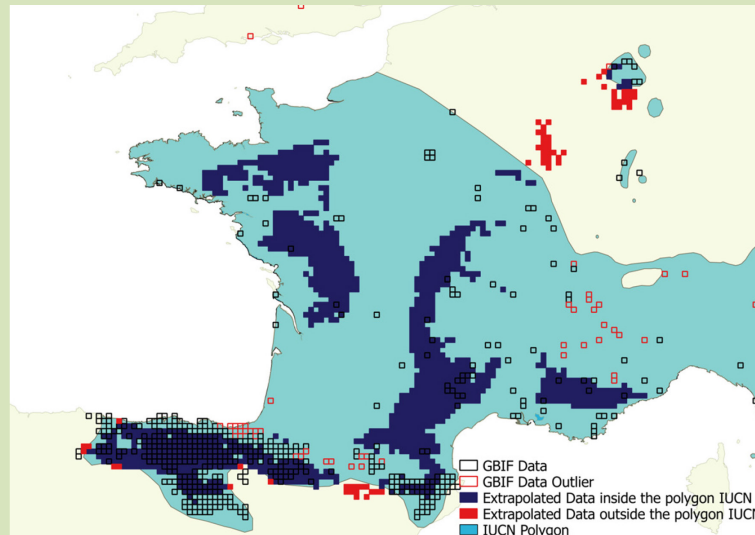 GBIF Data
GBIF Data Outlier
Extrapolated Data inside the polygon IUCN
Extrapolated Data outside the polygon IUCN
IUCN Polygon